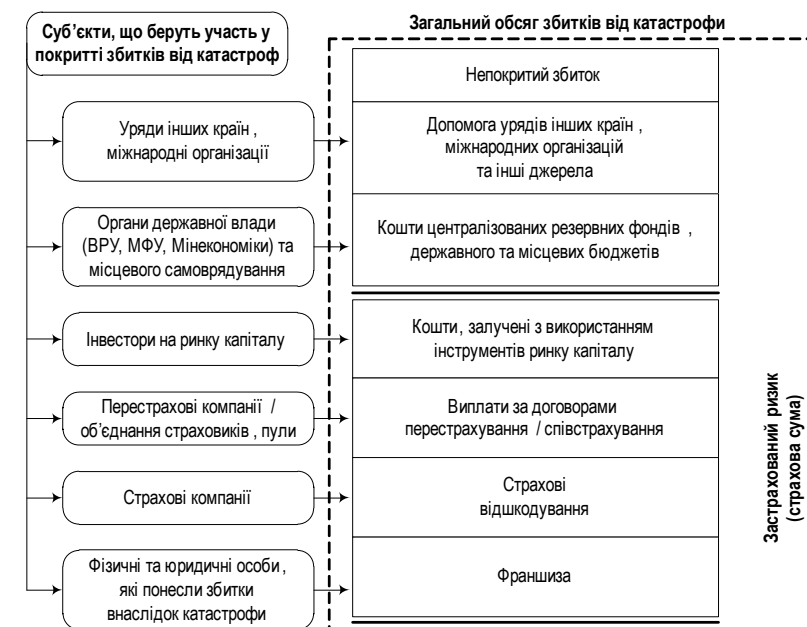 Суб’єкти, що беруть участь у
покритті збитків від катастроф
Загальний обсяг збитків від катастрофи
Непокритий збиток
Уряди інших країн ,
міжнародні організації
Допомога урядів інших країн ,
міжнародних організацій
та інші джерела
Органи державної влади
(ВРУ, МФУ, Мінекономіки) та
місцевого самоврядування
Кошти централізованих резервних фондів ,
державного та місцевих бюджетів
Інвестори на ринку капіталу
Кошти, залучені з використанням
інструментів ринку капіталу
Перестрахові компанії /
об’єднання страховиків , пули
Виплати за договорами
перестрахування / співстрахування
Страхові компанії
Страхові
відшкодування
Фізичні та юридичні особи ,
які понесли збитки
внаслідок катастрофи
Франшиза
Застрахований ризик
(страхова сума)